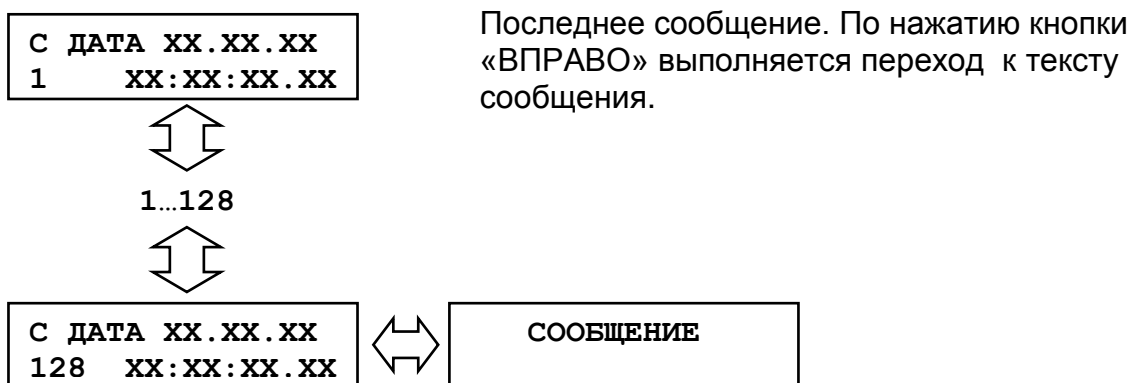 С ДАТА XX.XX.XX
1 XX:XX:XX.XX
Последнее сообщение. По нажатию кнопки
«ВПРАВО» выполняется переход к тексту
сообщения.
1…128
С ДАТА XX.XX.XX
128 XX:XX:XX.XX
СООБЩЕНИЕ